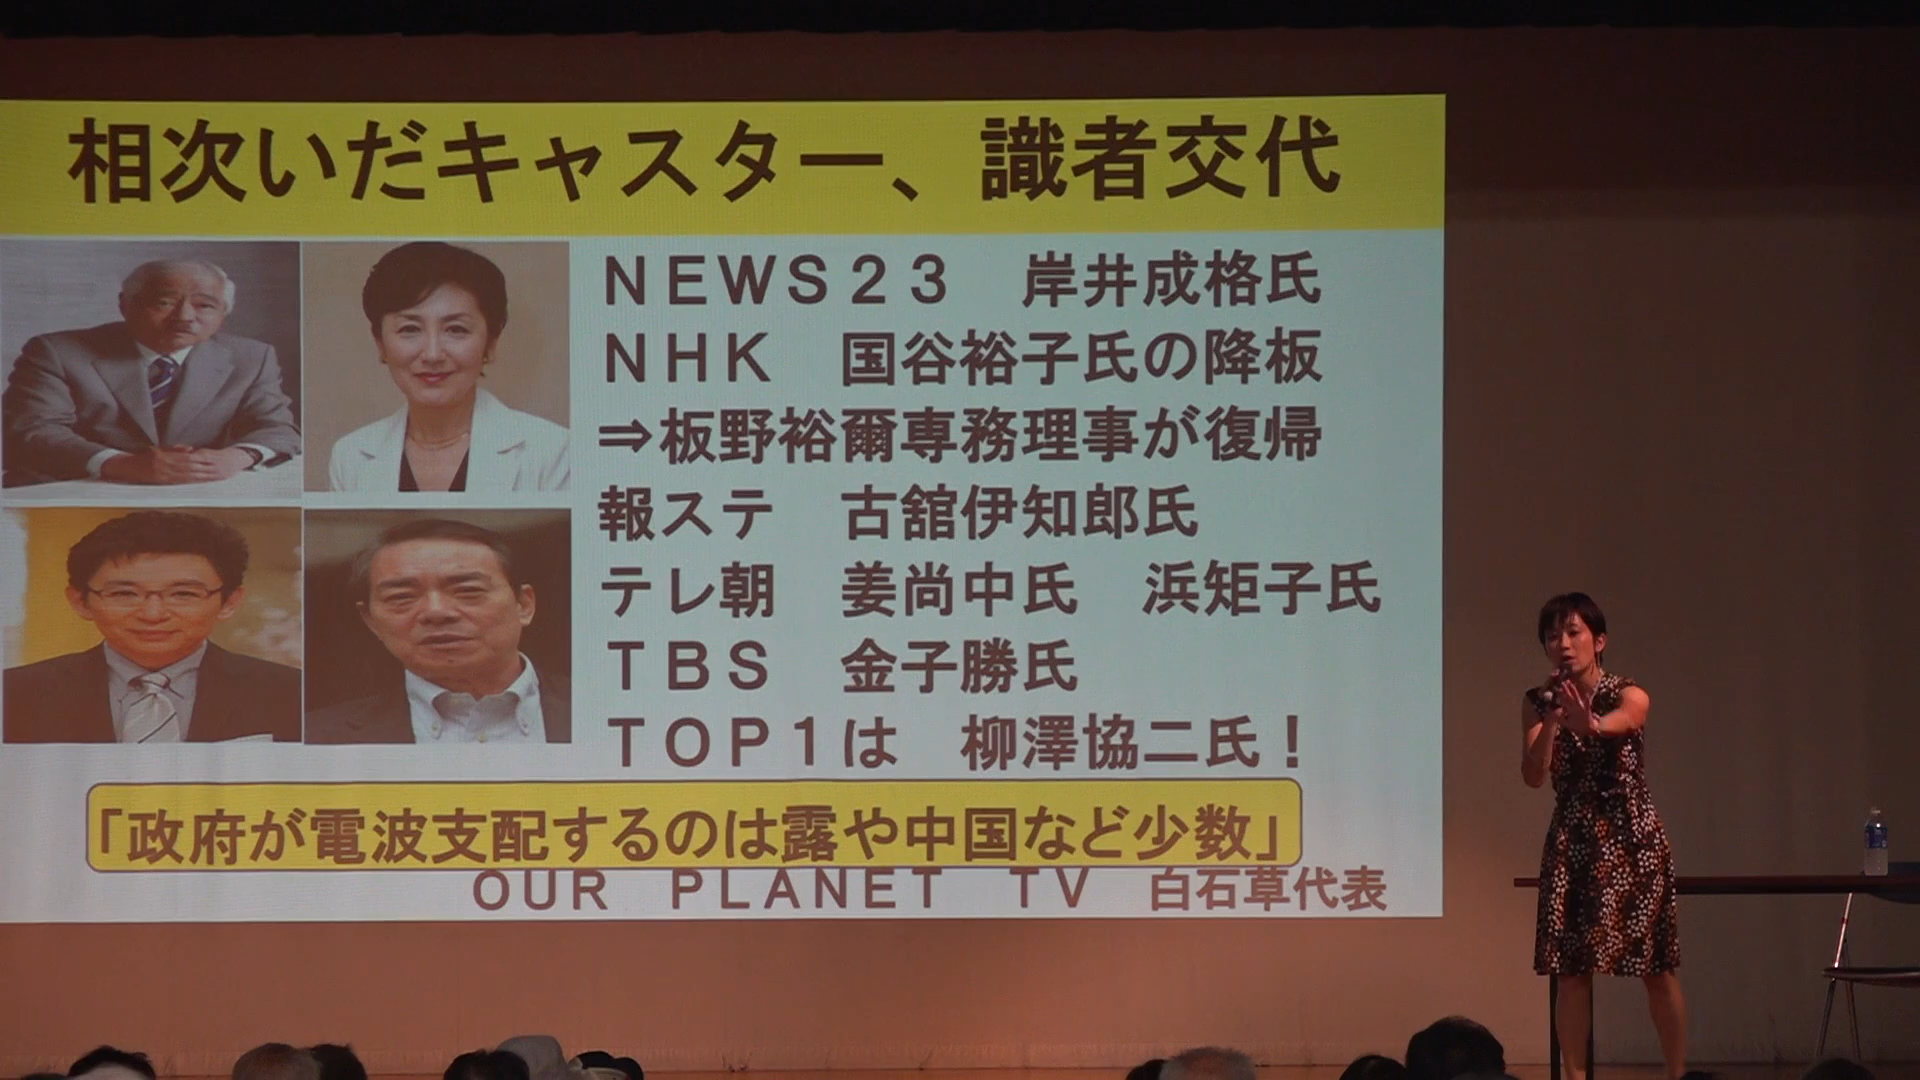 相次いだキャスター、識者交代
NEWS23　岸井成格氏
NHK　国谷裕子氏の降板
⇒板野裕爾専務理事が復帰
報ステ　古舘伊知郎氏
テレ朝　姜尚中氏　浜矩子氏
TBS　金子勝氏
TOP1は　柳澤協二氏！
「政府が電波支配するのは露や中国など少数」
OUR　PLANET　TV　白石草代表